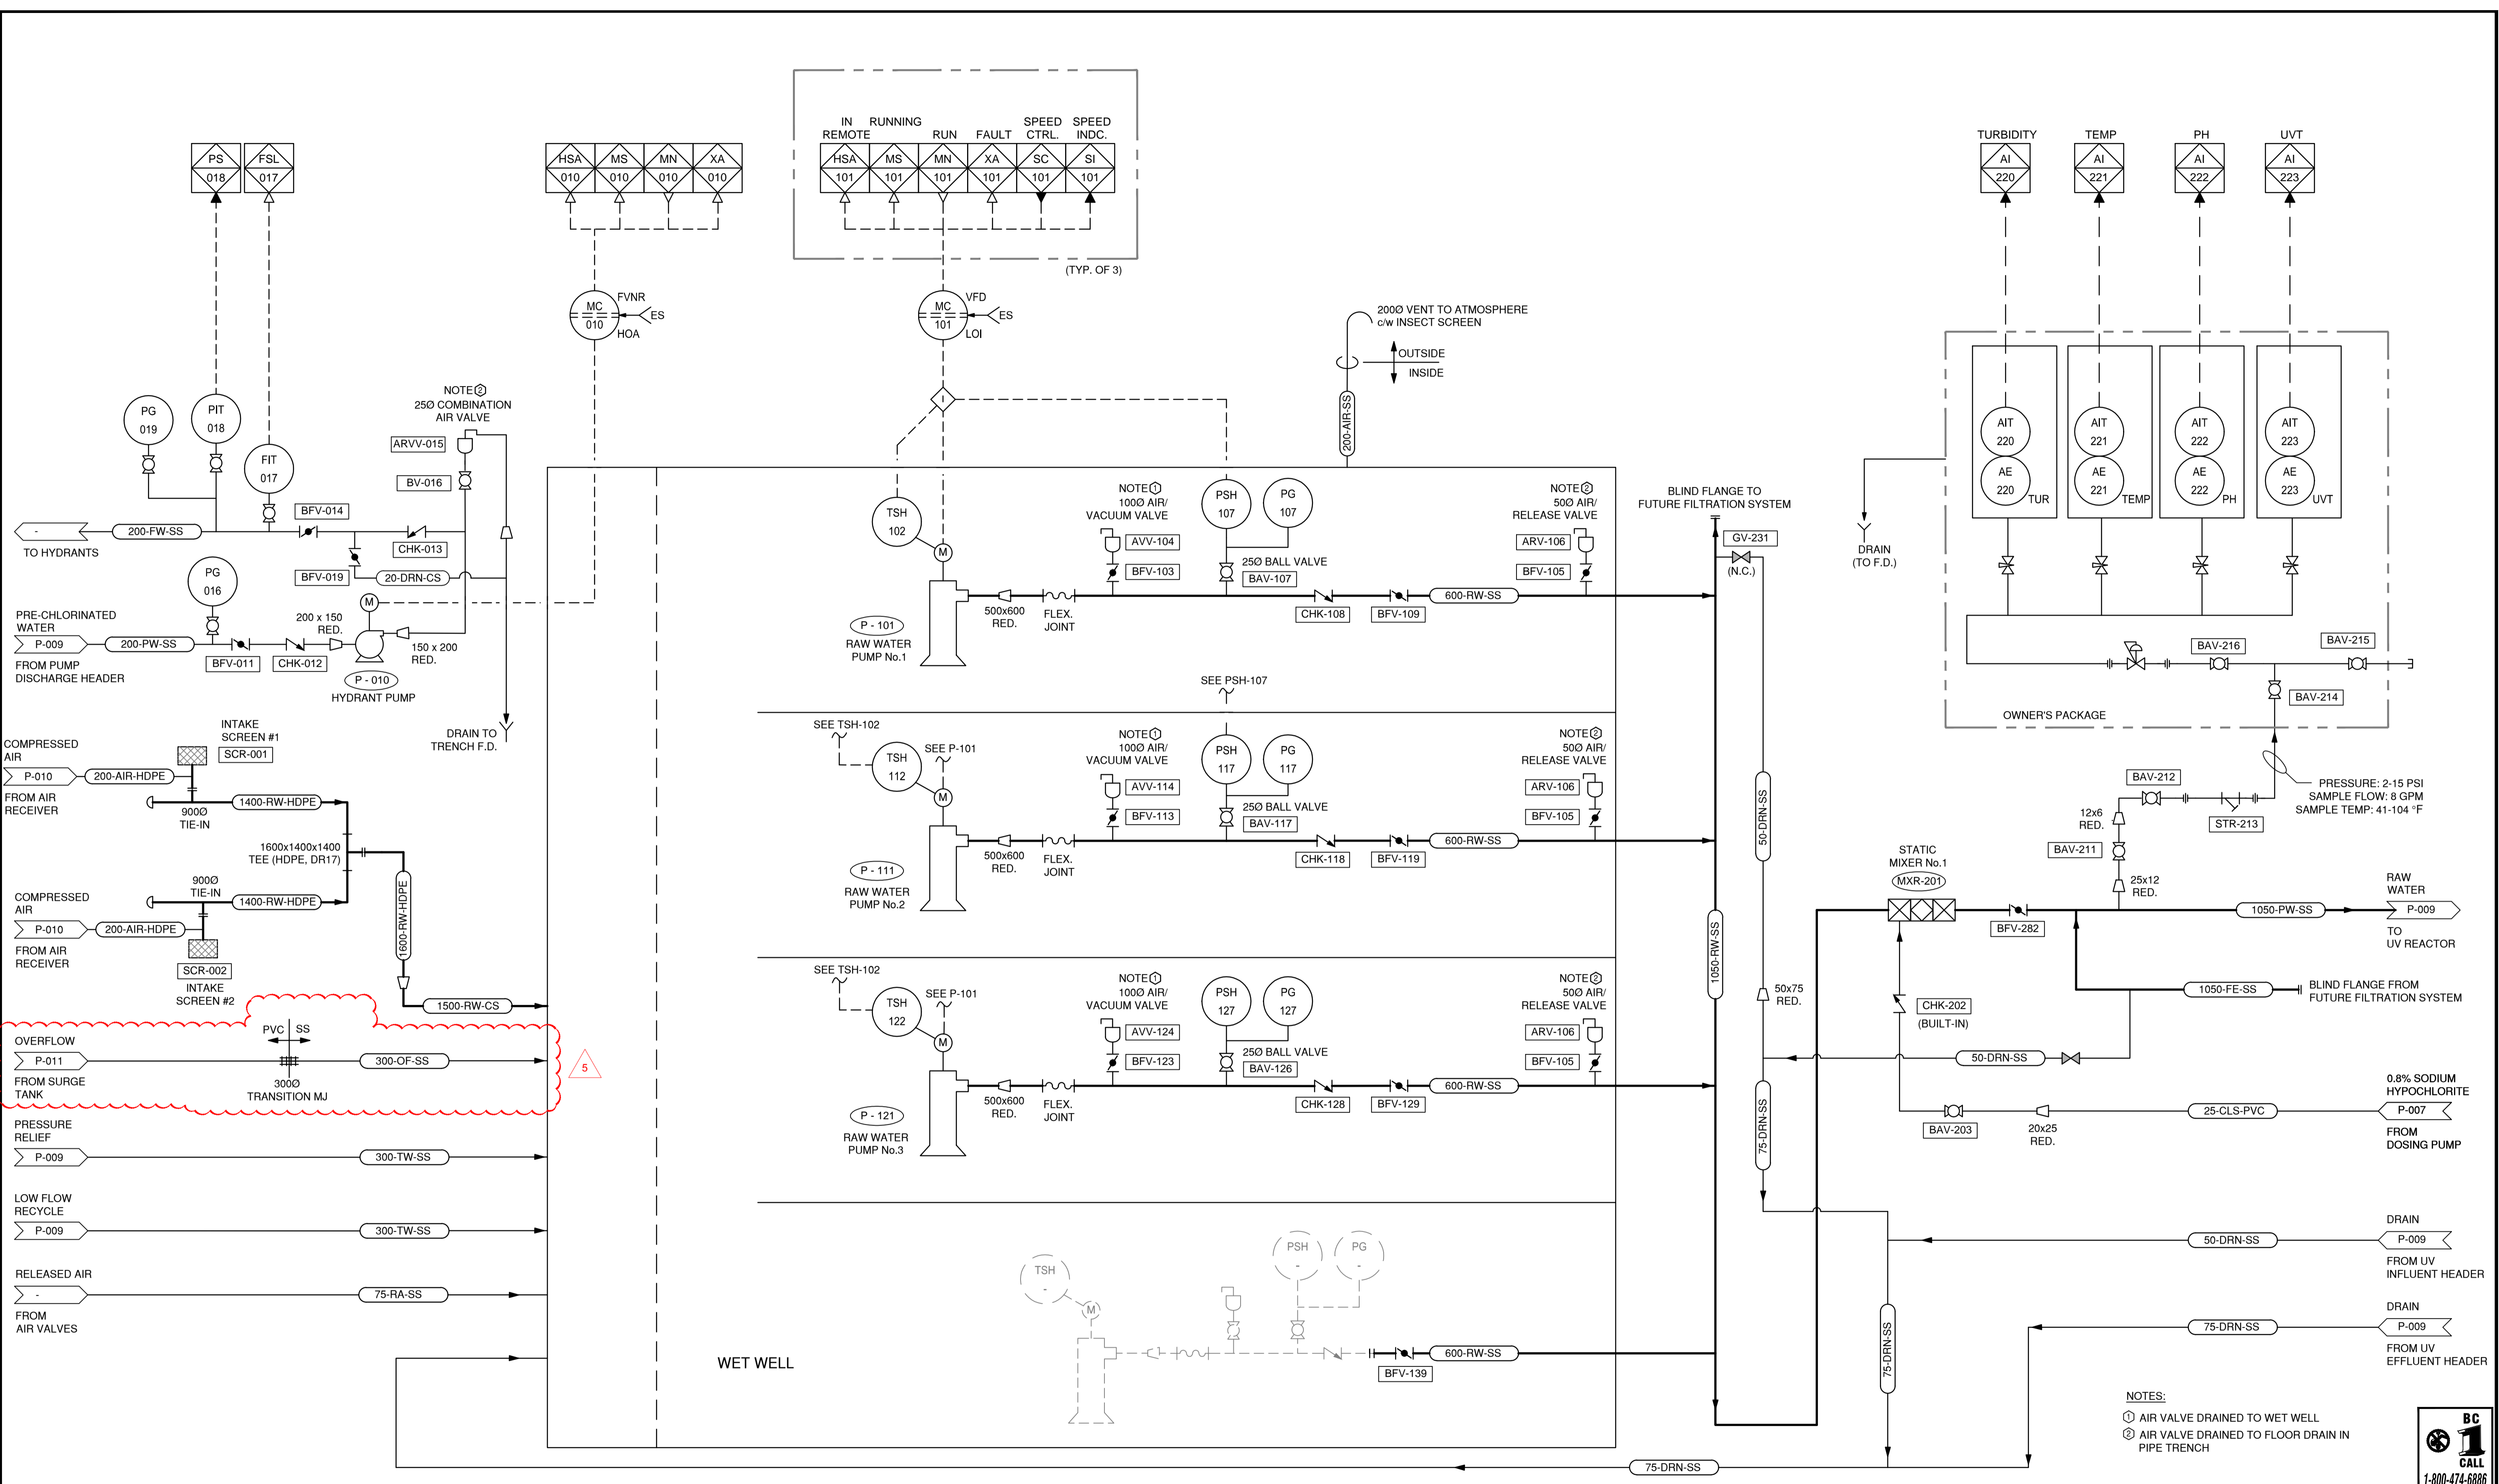 PS
018
FSL
017
HSA
010
MS
010
MN
010
XA
010
IN
REMOTE
RUNNING
RUN
FAULT
SPEED
CTRL.
SPEED
INDC.
HSA
101
MS
101
MN
101
XA
101
SC
101
SI
101
(TYP. OF 3)
TURBIDITY
AI
220
TEMP
AI
221
PH
AI
222
UVT
AI
223
MC
010
FVNR
ES
HOA
MC
101
VFD
ES
LOI
I
200Ø VENT TO ATMOSPHERE
c/w INSECT SCREEN
OUTSIDE
INSIDE
200-AIR-SS
PG
019
PIT
018
FIT
017
NOTE 2
25Ø COMBINATION
AIR VALVE
ARVV-015
BV-016
BFV-014
CHK-013
BFV-019
20-DRN-CS
-
200-FW-SS
TO HYDRANTS
PG
016
PRE-CHLORINATED
WATER
P-009
200-PW-SS
FROM PUMP
DISCHARGE HEADER
BFV-011
CHK-012
200 x 150
RED.
M
150 x 200
RED.
P - 010
HYDRANT PUMP
DRAIN TO
TRENCH F.D.
COMPRESSED
AIR
P-010
200-AIR-HDPE
FROM AIR
RECEIVER
INTAKE
SCREEN #1
SCR-001
900Ø
TIE-IN
1400-RW-HDPE
1600x1400x1400
TEE (HDPE, DR17)
900Ø
TIE-IN
1400-RW-HDPE
COMPRESSED
AIR
P-010
200-AIR-HDPE
FROM AIR
RECEIVER
SCR-002
INTAKE
SCREEN #2
1600-RW-HDPE
1500-RW-CS
OVERFLOW
P-011
FROM SURGE
TANK
PVC
SS
300Ø
TRANSITION MJ
300-OF-SS
5
PRESSURE
RELIEF
P-009
300-TW-SS
LOW FLOW
RECYCLE
P-009
300-TW-SS
RELEASED AIR
-
75-RA-SS
FROM
AIR VALVES
TSH
102
M
P - 101
RAW WATER
PUMP No.1
500x600
RED.
FLEX.
JOINT
NOTE 1
100Ø AIR/
VACUUM VALVE
AVV-104
BFV-103
PSH
107
PG
107
25Ø BALL VALVE
BAV-107
CHK-108
BFV-109
600-RW-SS
NOTE 2
50Ø AIR/
RELEASE VALVE
ARV-106
BFV-105
SEE PSH-107
SEE TSH-102
TSH
112
SEE P-101
M
P - 111
RAW WATER
PUMP No.2
500x600
RED.
FLEX.
JOINT
NOTE 1
100Ø AIR/
VACUUM VALVE
AVV-114
BFV-113
PSH
117
PG
117
25Ø BALL VALVE
BAV-117
CHK-118
BFV-119
600-RW-SS
NOTE 2
50Ø AIR/
RELEASE VALVE
ARV-106
BFV-105
SEE TSH-102
TSH
122
SEE P-101
M
P - 121
RAW WATER
PUMP No.3
500x600
RED.
FLEX.
JOINT
NOTE 1
100Ø AIR/
VACUUM VALVE
AVV-124
BFV-123
PSH
127
PG
127
25Ø BALL VALVE
BAV-126
CHK-128
BFV-129
600-RW-SS
NOTE 2
50Ø AIR/
RELEASE VALVE
ARV-106
BFV-105
TSH
-
M
PSH
-
PG
-
BFV-139
600-RW-SS
WET WELL
BLIND FLANGE TO
FUTURE FILTRATION SYSTEM
GV-231
(N.C.)
50-DRN-SS
1050-RW-SS
50x75
RED.
75-DRN-SS
75-DRN-SS
75-DRN-SS
DRAIN
(TO F.D.)
AIT
220
AE
220
TUR
AIT
221
AE
221
TEMP
AIT
222
AE
222
PH
AIT
223
AE
223
UVT
BAV-216
BAV-215
BAV-214
OWNER'S PACKAGE
PRESSURE: 2-15 PSI
SAMPLE FLOW: 8 GPM
SAMPLE TEMP: 41-104 °F
BAV-212
STR-213
12x6
RED.
BAV-211
25x12
RED.
STATIC
MIXER No.1
MXR-201
BFV-282
1050-PW-SS
RAW
WATER
P-009
TO
UV REACTOR
1050-FE-SS
BLIND FLANGE FROM
FUTURE FILTRATION SYSTEM
CHK-202
(BUILT-IN)
50-DRN-SS
BAV-203
20x25
RED.
25-CLS-PVC
0.8% SODIUM
HYPOCHLORITE
P-007
FROM
DOSING PUMP
DRAIN
50-DRN-SS
P-009
FROM UV
INFLUENT HEADER
DRAIN
75-DRN-SS
P-009
FROM UV
EFFLUENT HEADER
NOTES:
1 AIR VALVE DRAINED TO WET WELL
2 AIR VALVE DRAINED TO FLOOR DRAIN IN
PIPE TRENCH
BC
1
CALL
1-800-474-6886